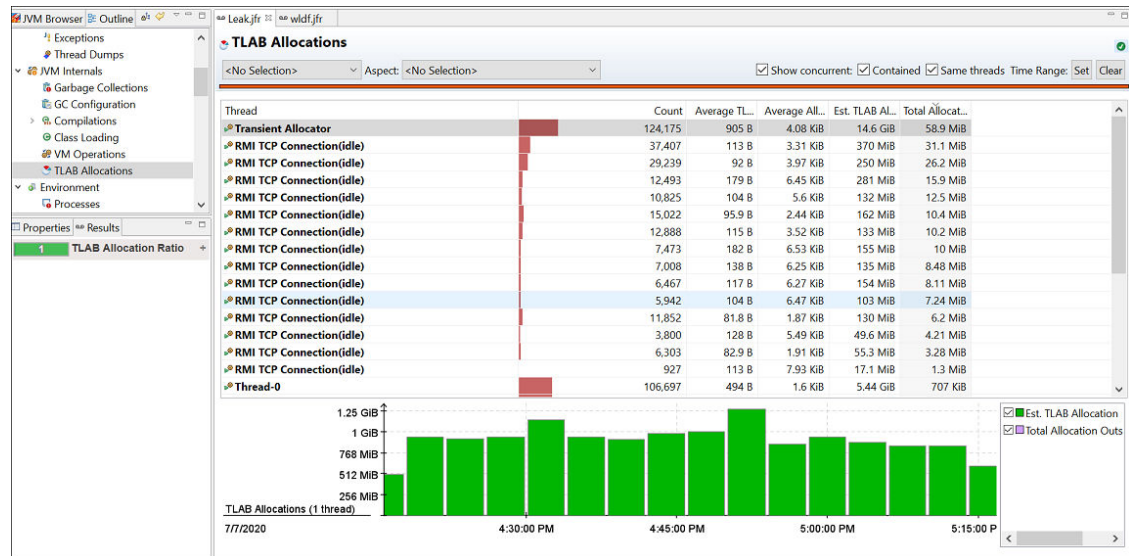 JVM Browser Outline
Exceptions
Thread Dumps
JVM Internals
Garbage Collections
GC Configuration
Compilations
Class Loading
VM Operations
TLAB Allocations
Environment
Processes
Properties Results
1 TLAB Allocation Ratio +
Leak.jfr wldf.jfr
TLAB Allocations
<No Selection> Aspect: <No Selection> Show concurrent: Contained Same threads Time Range: Set Clear
Thread Count Average TL... Average All... Est. TLAB Al... Total Allocat...
Transient Allocator 124,175 905 B 4.08 KiB 14.6 GiB 58.9 MiB
RMI TCP Connection(idle) 37,407 113 B 3.31 KiB 370 MiB 31.1 MiB
RMI TCP Connection(idle) 29,239 92 B 3.97 KiB 250 MiB 26.2 MiB
RMI TCP Connection(idle) 12,493 179 B 6.45 KiB 281 MiB 15.9 MiB
RMI TCP Connection(idle) 10,825 104 B 5.6 KiB 132 MiB 12.5 MiB
RMI TCP Connection(idle) 15,022 95.9 B 2.44 KiB 162 MiB 10.4 MiB
RMI TCP Connection(idle) 12,888 115 B 3.52 KiB 133 MiB 10.2 MiB
RMI TCP Connection(idle) 7,473 182 B 6.53 KiB 155 MiB 10 MiB
RMI TCP Connection(idle) 7,008 138 B 6.25 KiB 135 MiB 8.48 MiB
RMI TCP Connection(idle) 6,467 117 B 6.27 KiB 154 MiB 8.11 MiB
RMI TCP Connection(idle) 5,942 104 B 6.47 KiB 103 MiB 7.24 MiB
RMI TCP Connection(idle) 11,852 81.8 B 1.87 KiB 130 MiB 6.2 MiB
RMI TCP Connection(idle) 3,800 128 B 5.49 KiB 49.6 MiB 4.21 MiB
RMI TCP Connection(idle) 6,303 82.9 B 1.91 KiB 55.3 MiB 3.28 MiB
RMI TCP Connection(idle) 927 113 B 7.93 KiB 17.1 MiB 1.3 MiB
Thread-0 106,697 494 B 1.6 KiB 5.44 GiB 707 KiB
1.25 GiB
1 GiB
768 MiB
512 MiB
256 MiB
TLAB Allocations (1 thread)
7/7/2020 4:30:00 PM 4:45:00 PM 5:00:00 PM 5:15:00 P
Est. TLAB Allocation
Total Allocation Outs